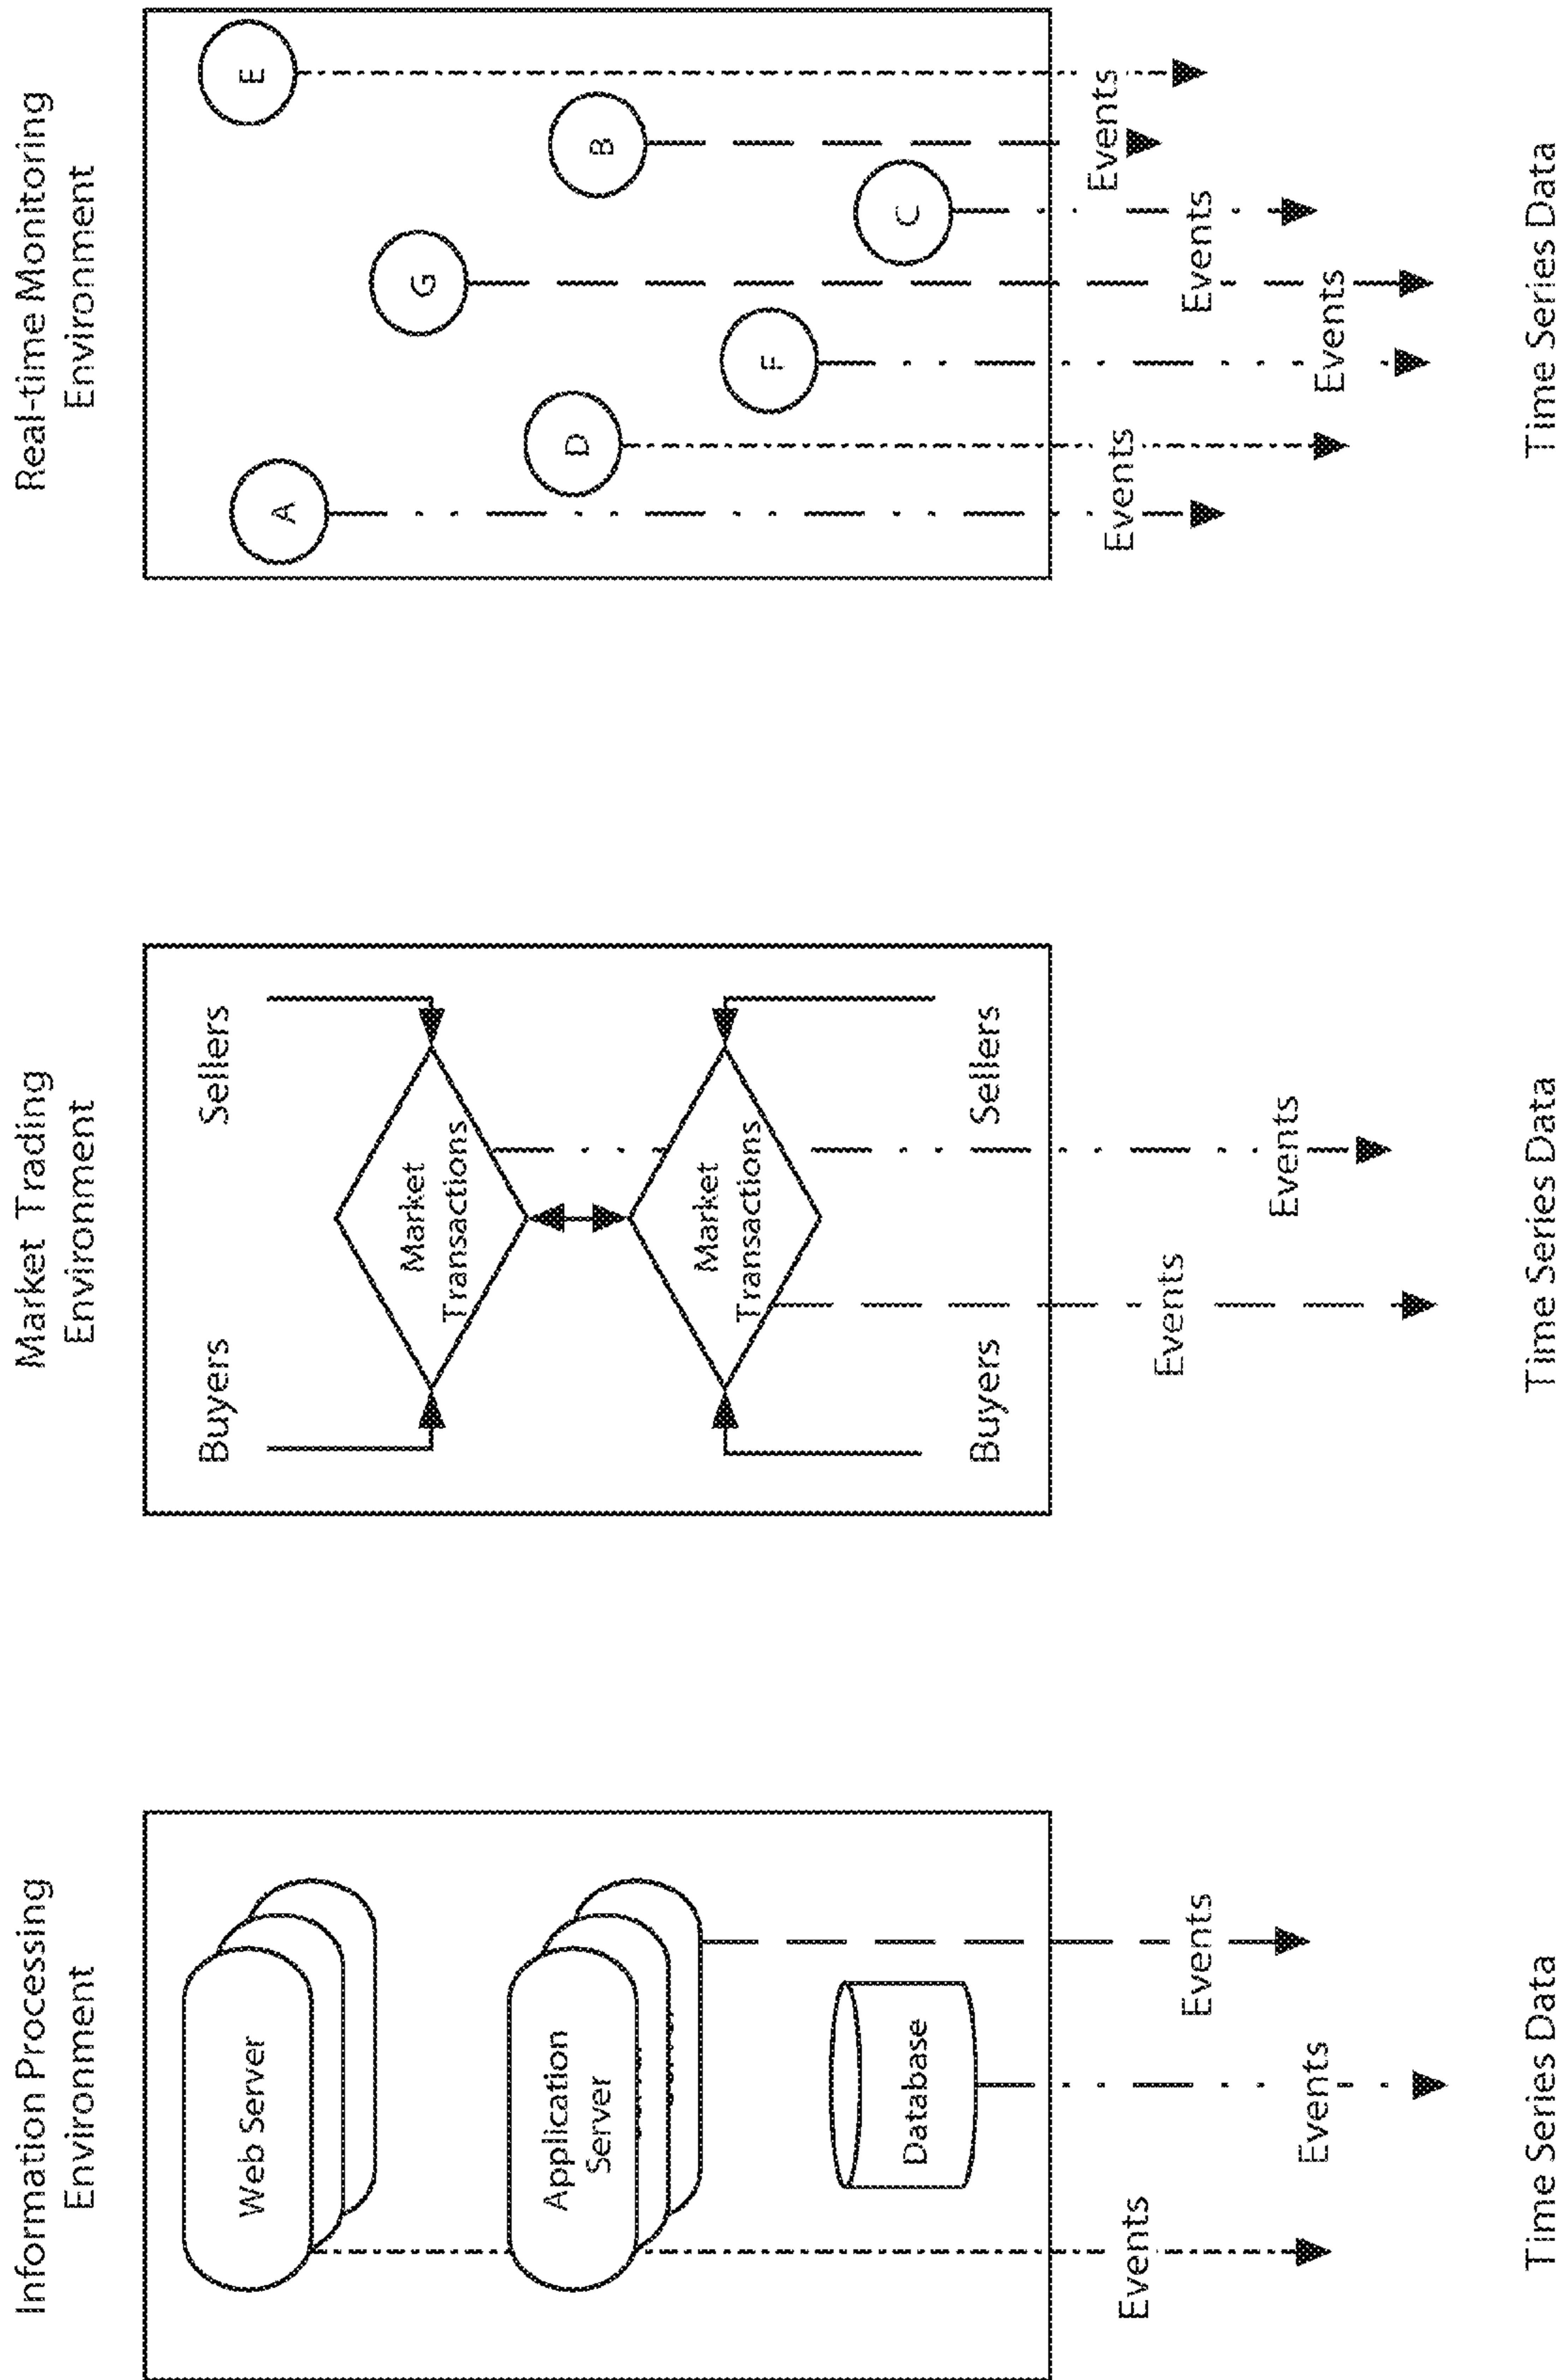 Information Processing
Environment
Web Server
Application
Server
Database
Events
Events
Events
Time Series Data
Market Trading
Environment
Buyers
Sellers
Market
Transactions
Market
Transactions
Buyers
Sellers
Events
Events
Time Series Data
Real-time Monitoring
Environment
A
D
F
G
C
B
E
Events
Events
Events
Events
Time Series Data